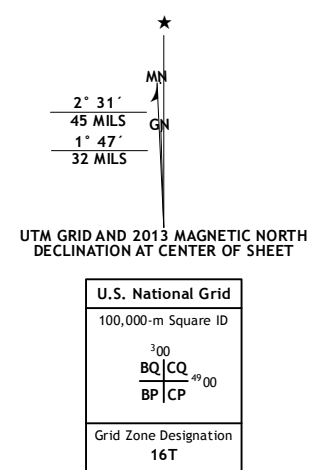 ★
MN
2° 31´
45 MILS
GN
1° 47´
32 MILS
UTM GRID AND 2013 MAGNETIC NORTH
DECLINATION AT CENTER OF SHEET
U.S. National Grid
100,000-m Square ID
³00
BQ CQ
⁴⁹00
BP CP
Grid Zone Designation
16T